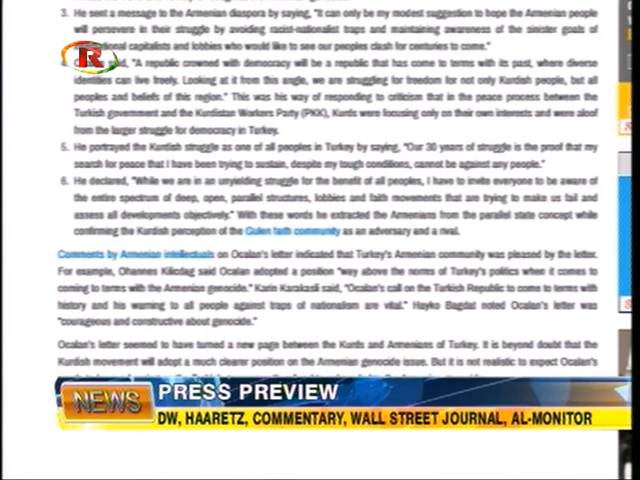 3. He sent a message to the Armenian diaspora by saying, "It can only be my modest suggestion to hope the Armenian people
will persevere in their struggle by avoiding racist-nationalist traps and maintaining awareness of the sinister goals of
capitalists and lobbies who would like to see our peoples clash for centuries to come."
R
"A republic crowned with democracy will be a republic that has come to terms with its past, where diverse
identities can live freely. Looking at it from this angle, we are struggling for freedom for not only Kurdish people, but all
peoples and beliefs of this region." This was his way of responding to criticism that in the peace process between the
Turkish government and the Kurdistan Workers Party (PKK), Kurds were focusing only on their own interests and were aloof
from the larger struggle for democracy in Turkey.
5. He portrayed the Kurdish struggle as one of all peoples in Turkey by saying, "Our 30 years of struggle is the proof that my
search for peace that I have been trying to sustain, despite my tough conditions, cannot be against any people."
6. He declared, "While we are in an unyielding struggle for the benefit of all peoples, I have to invite everyone to be aware of
the entire spectrum of deep, open, parallel structures, lobbies and faith movements that are trying to make us fail and
assess all developments objectively." With these words he extracted the Armenians from the parallel state concept while
confirming the Kurdish perception of the Gulen faith community as an adversary and a rival.
Comments by Armenian intellectuals on Ocalan's letter indicated that Turkey's Armenian community was pleased by the letter.
For example, Ohannes Kilicdag said Ocalan adopted a position "way above the norms of Turkey's politics when it comes to
coming to terms with the Armenian genocide." Karin Karakasli said, "Ocalan's call on the Turkish Republic to come to terms with
history and his warning to all people against traps of nationalism are vital." Hayko Bagdat noted Ocalan's letter was
"courageous and constructive about genocide."
Ocalan's letter seemed to have turned a new page between the Kurds and Armenians of Turkey. It is beyond doubt that the
Kurdish movement will adopt a much clearer position on the Armenian genocide issue. But it is not realistic to expect Ocalan's
NEWS
PRESS PREVIEW
DW, HAARETZ, COMMENTARY, WALL STREET JOURNAL, AL-MONITOR